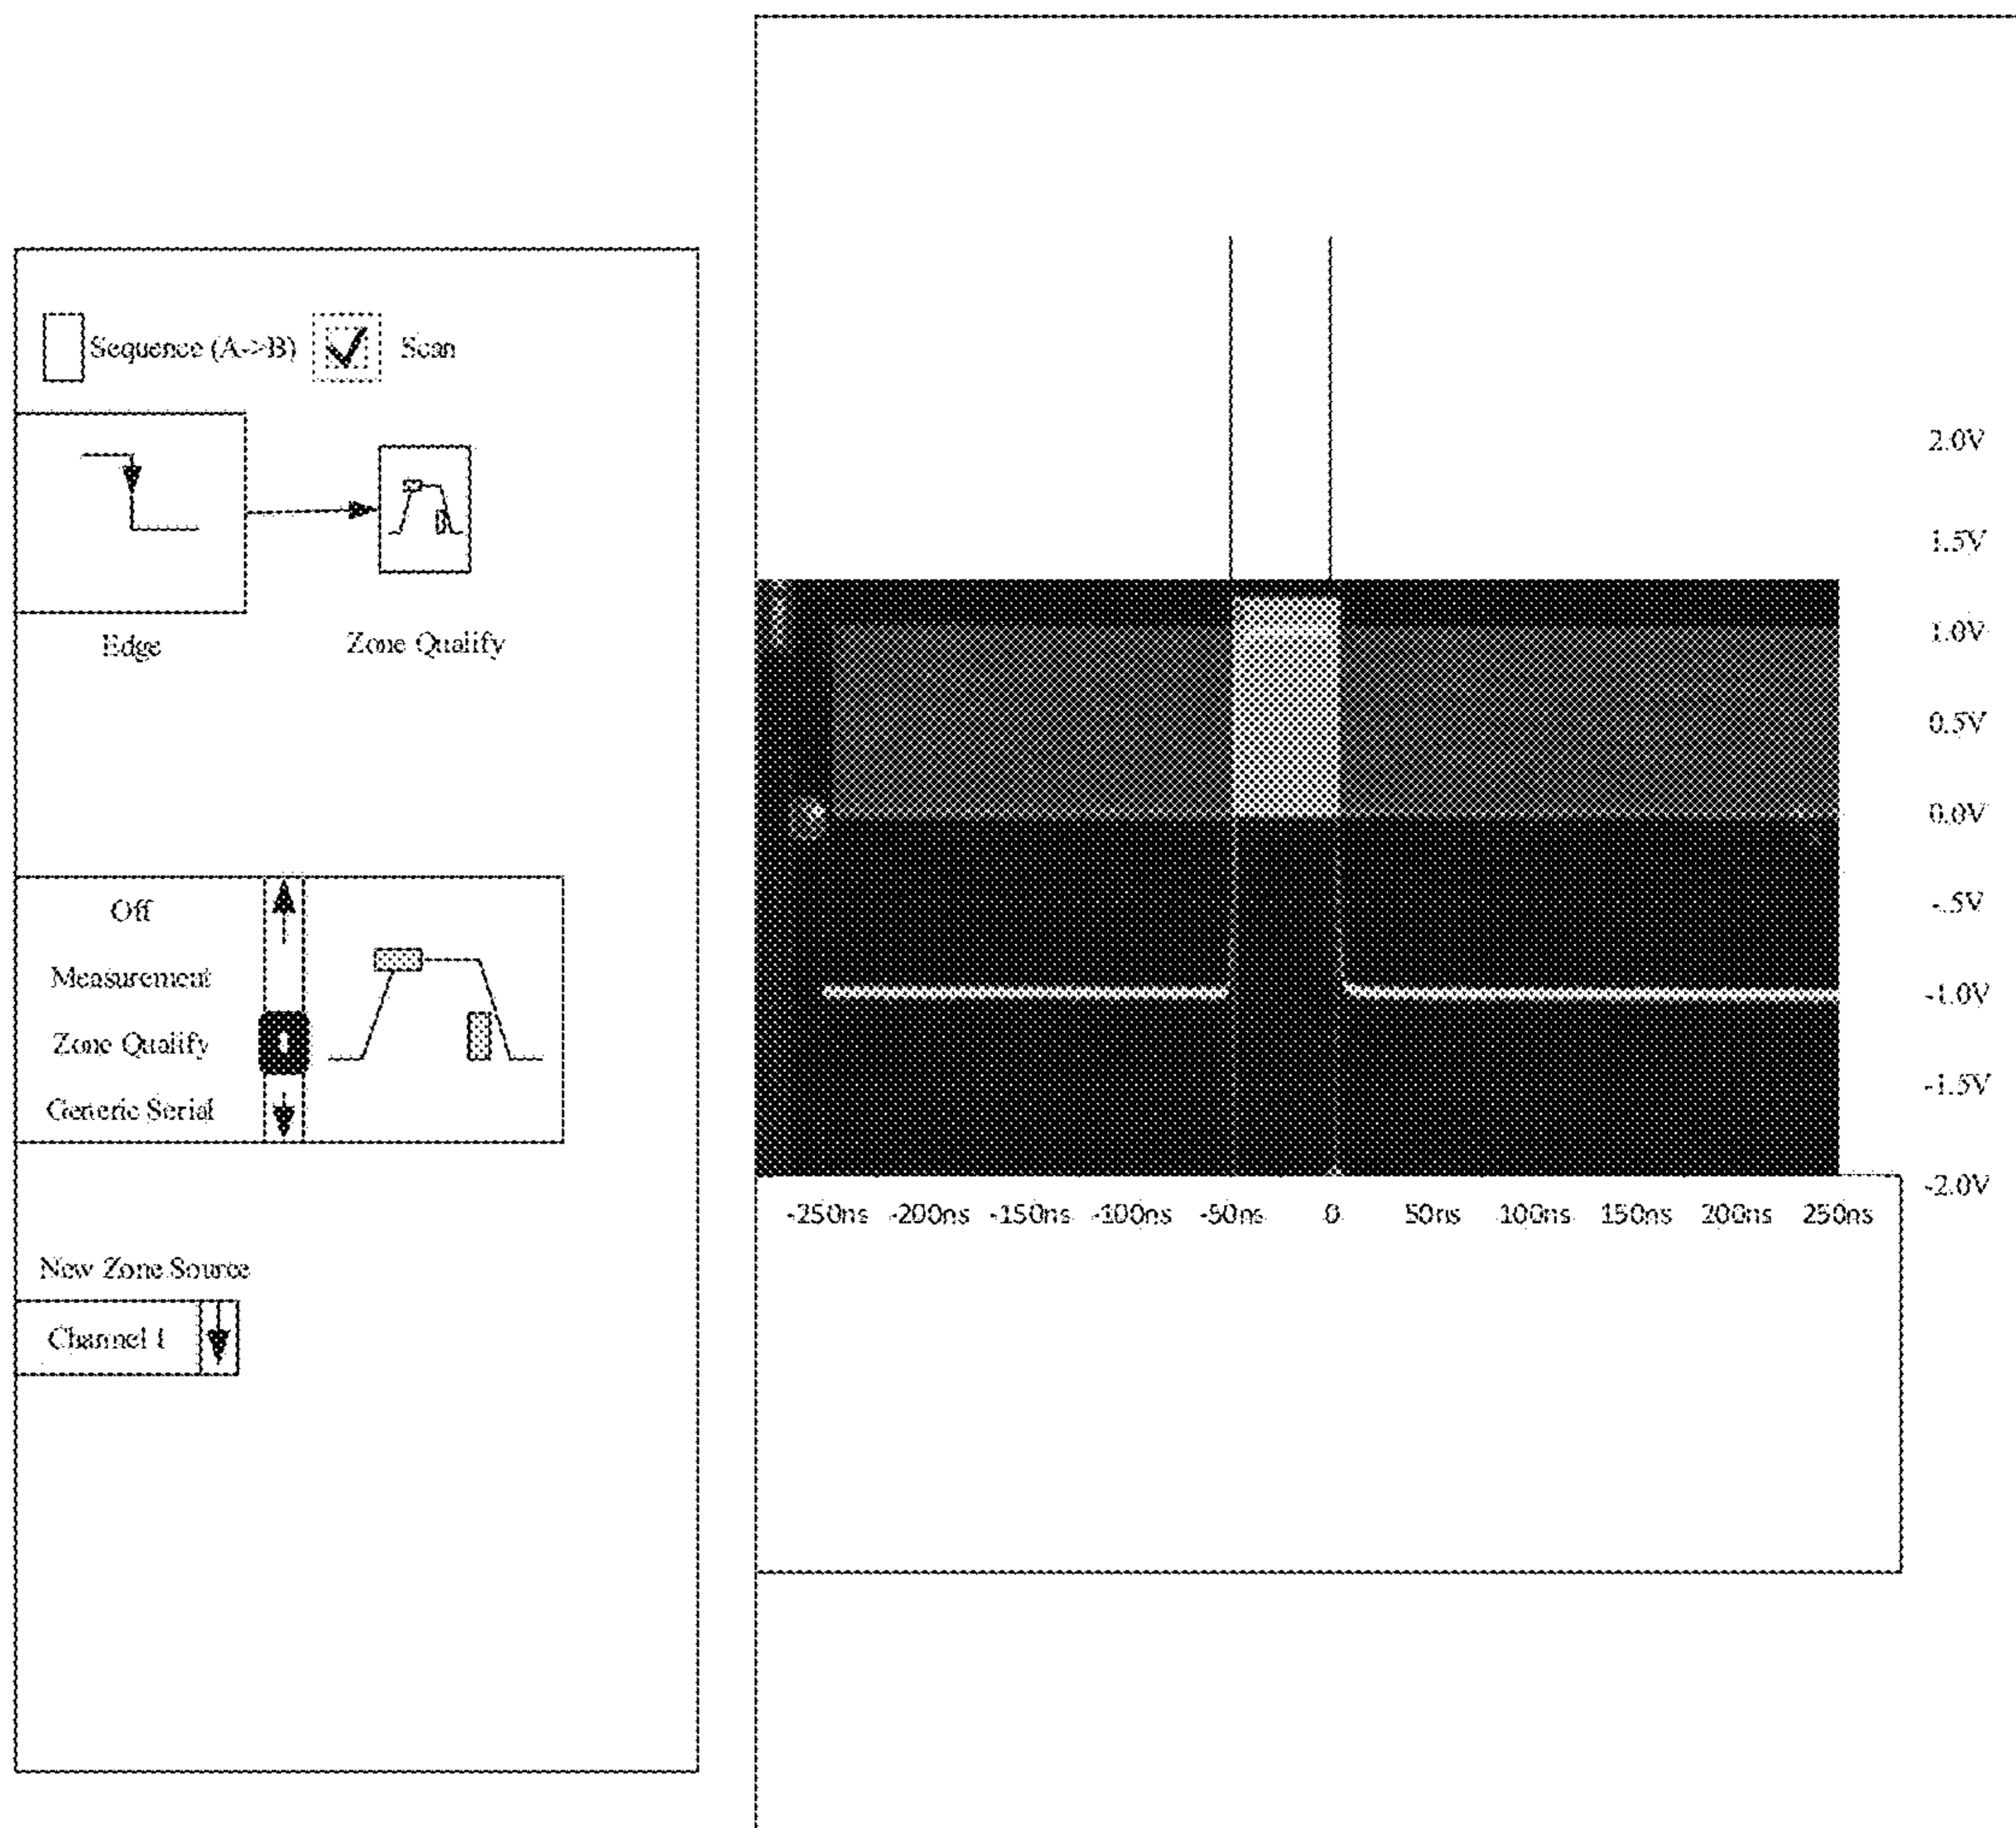 Sequence (A->B) Scan
Edge
Zone Qualify
Off
Measurement
Zone Qualify
Generic Serial
New Zone Source
Channel 1
2.0V
1.5V
1.0V
0.5V
0.0V
-.5V
-1.0V
-1.5V
-2.0V
-250ns -200ns -150ns -100ns -50ns 0 50ns 100ns 150ns 200ns 250ns